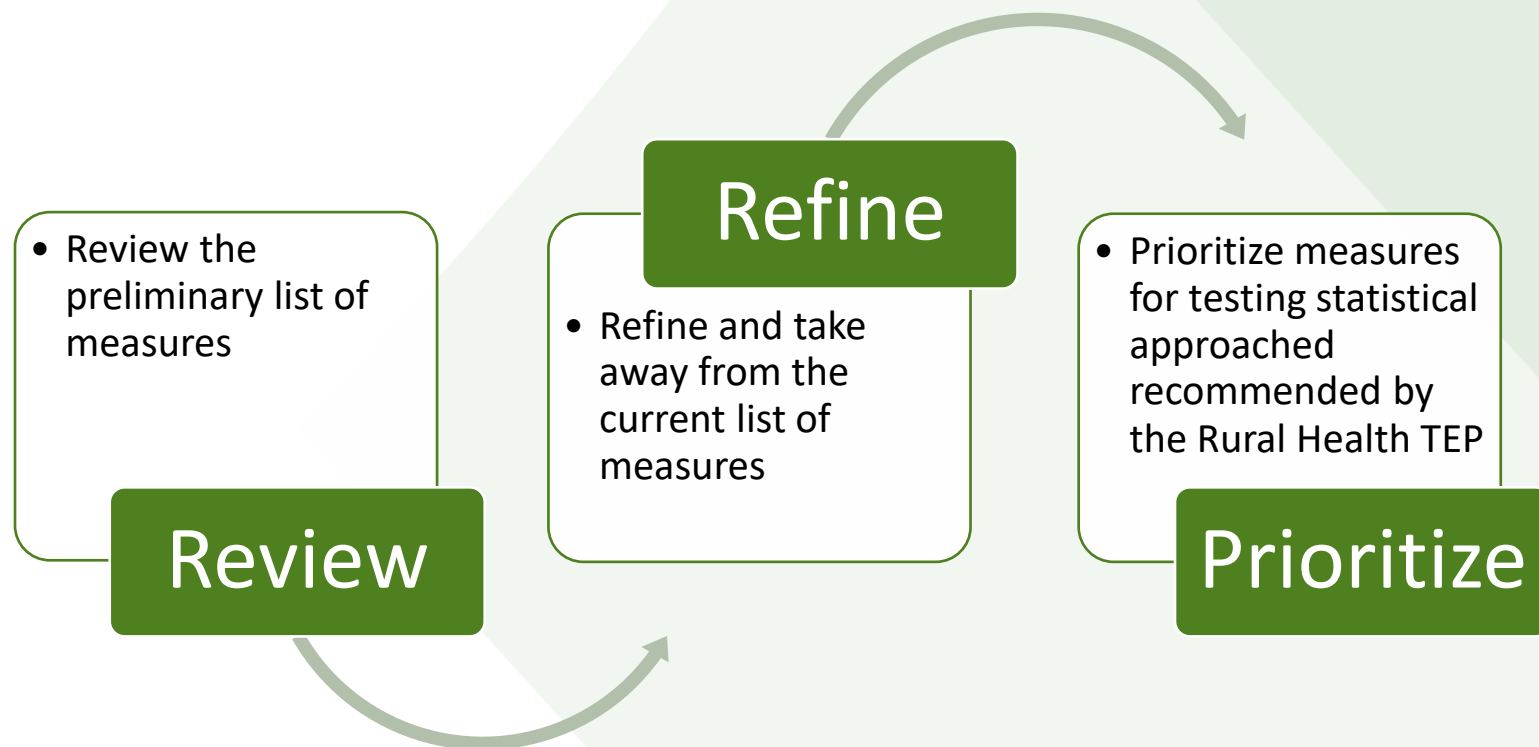 • Review the
preliminary list of
measures
Review
Refine
• Refine and take
away from the
current list of
measures
• Prioritize measures
for testing statistical
approached
recommended by
the Rural Health TEP
Prioritize